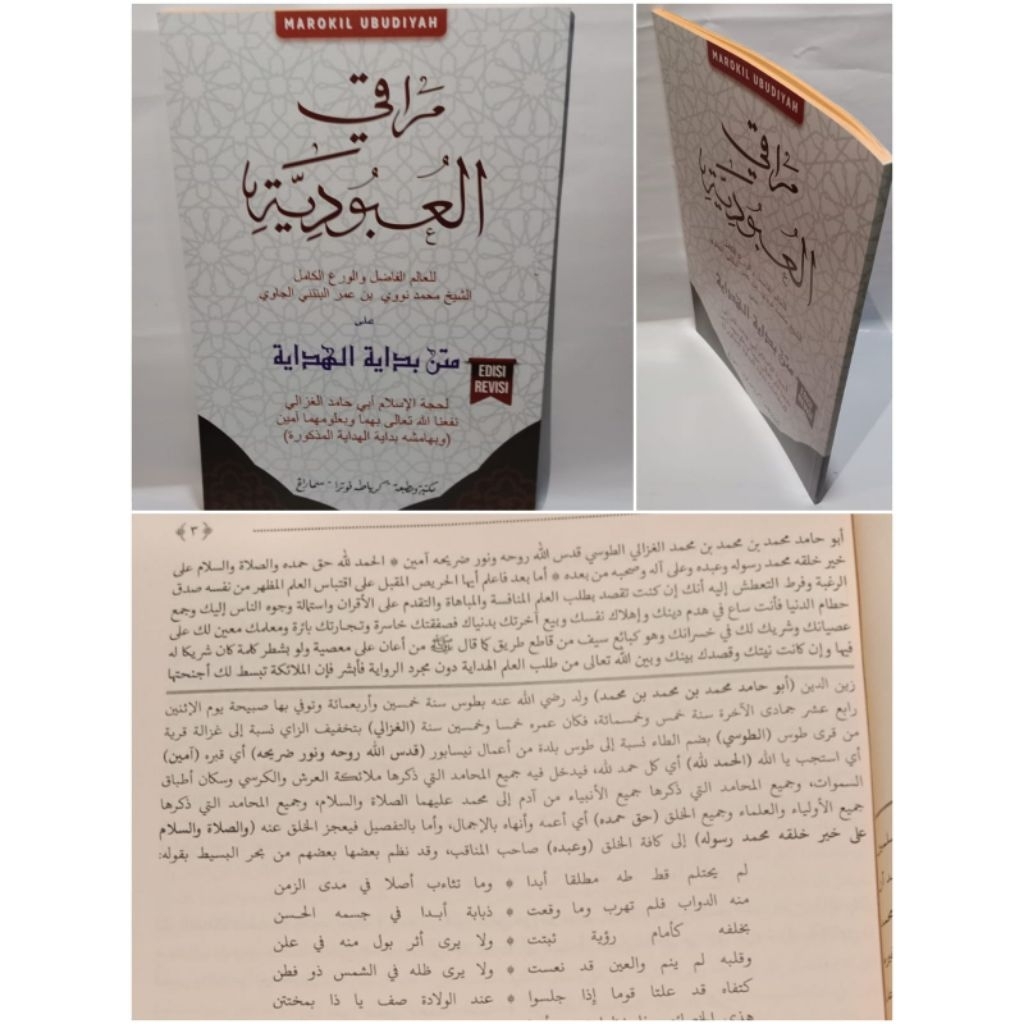 MAROKIL UBUDIYAH
مَرَاقِي
الْعُبُودِيَّةِ
للعالم الفاضل والورع الكامل
الشيخ محمد نووي بن عمر البنتني الجاوي
على
متن بداية الهداية
EDISI
REVISI
لحجة الإسلام أبي حامد الغزالي
نفعنا الله تعالى بهما وبعلومهما آمين
(وبهامشه بداية الهداية المذكورة)
فوترا - سماراغ
MAROKIL UBUDIYAH
مَرَاقِي
الْعُبُودِيَّةِ
متن بداية الهداية
﴿٣﴾
أبو حامد محمد بن محمد بن محمد الغزالي الطوسي قدس الله روحه ونور ضريحه آمين * الحمد لله حق حمده والصلاة والسلام على
خير خلقه محمد رسوله وعبده وعلى آله وصحبه من بعده * أما بعد فاعلم أيها الحريص المقبل على اقتباس العلم المظهر من نفسه صدق
الرغبة وفرط التعطش إليه أنك إن كنت تقصد بطلب العلم المنافسة والمباهاة والتقدم على الأقران واستمالة وجوه الناس إليك وجمع
حطام الدنيا فأنت ساع في هدم دينك وإهلاك نفسك وبيع آخرتك بدنياك فصفقتك خاسرة وتجارتك بائرة ومعلمك معين لك على
عصيانك وشريك لك في خسرانك وهو كبائع سيف من قاطع طريق كما قال ﷺ من أعان على معصية ولو بشطر كلمة كان شريكا له
فيها وإن كانت نيتك وقصدك بينك وبين الله تعالى من طلب العلم الهداية دون مجرد الرواية فأبشر فإن الملائكة تبسط لك أجنحتها
زين الدين (أبو حامد محمد بن محمد بن محمد) ولد رضي الله عنه بطوس سنة خمسين وأربعمائة وتوفي بها صبيحة يوم الإثنين
رابع عشر جمادى الآخرة سنة خمس وخمسمائة، فكان عمره خمسا وخمسين سنة (الغزالي) بتخفيف الزاي نسبة إلى غزالة قرية
من قرى طوس (الطوسي) بضم الطاء نسبة إلى طوس بلدة من أعمال نيسابور (قدس الله روحه ونور ضريحه) أي قبره (آمين)
أي استجب يا الله (الحمد لله) أي كل حمد لله، فيدخل فيه جميع المحامد التي ذكرها ملائكة العرش والكرسي وسكان أطباق
السموات، وجميع المحامد التي ذكرها جميع الأنبياء من آدم إلى محمد عليهما الصلاة والسلام، وجميع المحامد التي ذكرها
جميع الأولياء والعلماء وجميع الخلق (حق حمده) أي أعمه وأنهاه بالإجمال، وأما بالتفصيل فيعجز الخلق عنه (والصلاة والسلام
على خير خلقه محمد رسوله) إلى كافة الخلق (وعبده) صاحب المناقب، وقد نظم بعضها بعضهم من بحر البسيط بقوله:
لم يحتلم قط طه مطلقا أبدا * وما تثاءب أصلا في مدى الزمن
منه الدواب فلم تهرب وما وقعت * ذبابة أبدا في جسمه الحسن
بخلفه كأمام رؤية ثبتت * ولا يرى أثر بول منه في علن
وقلبه لم ينم والعين قد نعست * ولا يرى ظله في الشمس ذو فطن
كتفاه قد علتا قوما إذا جلسوا * عند الولادة صف يا ذا بمختتن